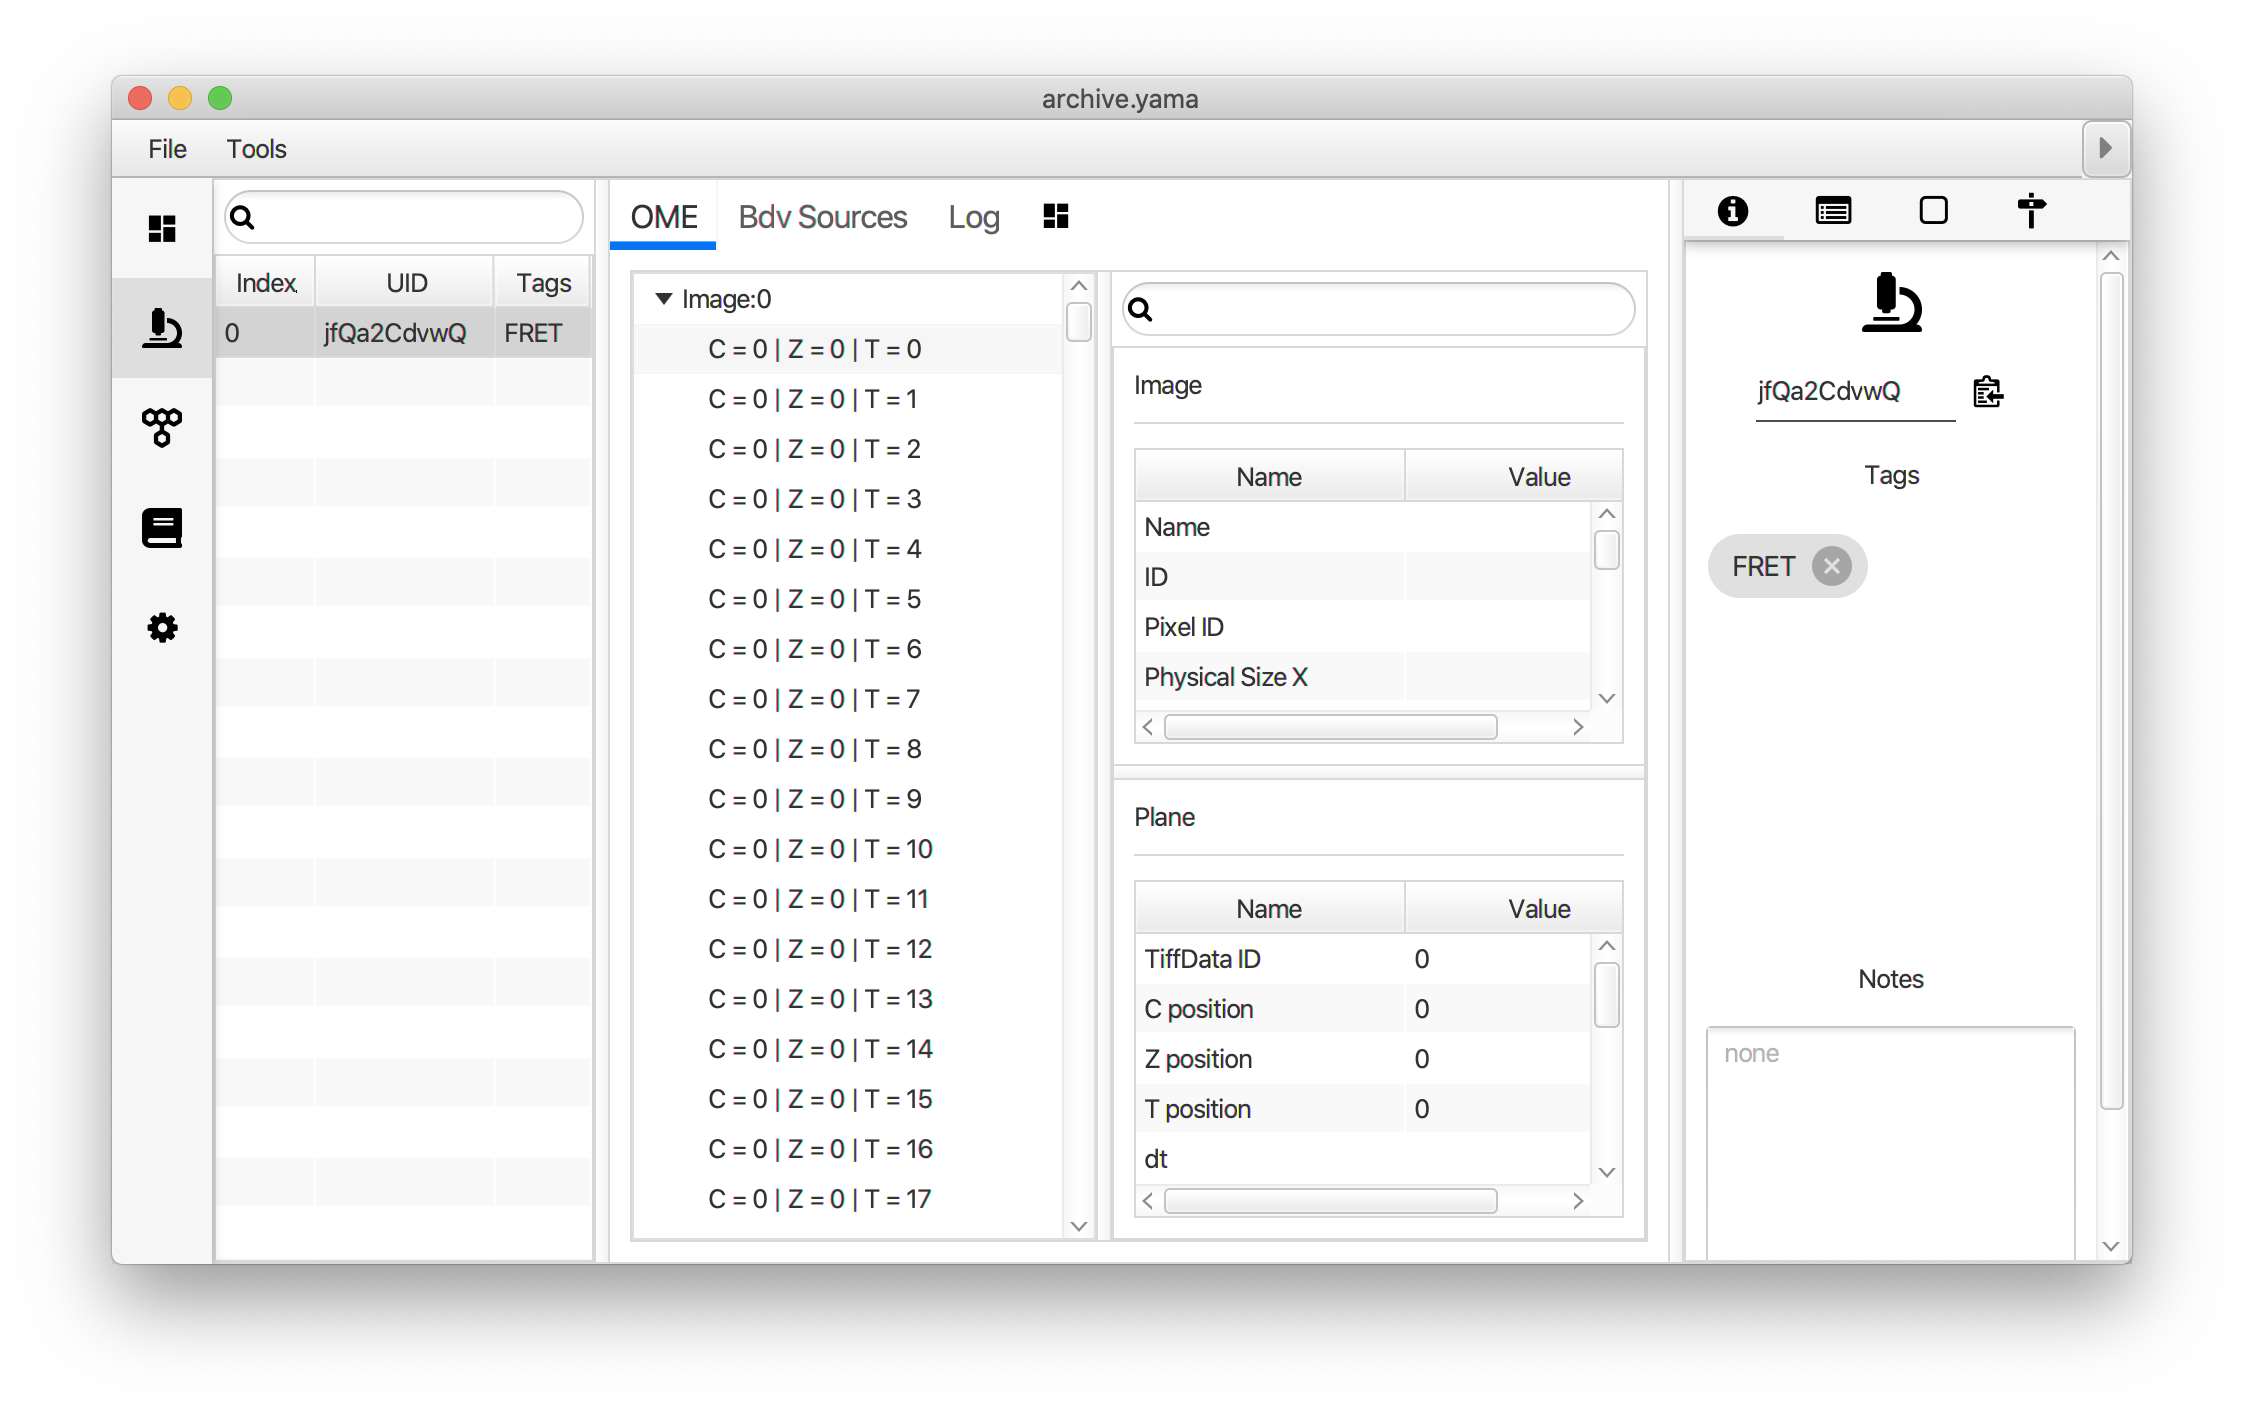 archive.yama
File Tools
Index UID Tags
0 jfQa2CdvwQ FRET
OME Bdv Sources Log
Image:0
C = 0 | Z = 0 | T = 0
C = 0 | Z = 0 | T = 1
C = 0 | Z = 0 | T = 2
C = 0 | Z = 0 | T = 3
C = 0 | Z = 0 | T = 4
C = 0 | Z = 0 | T = 5
C = 0 | Z = 0 | T = 6
C = 0 | Z = 0 | T = 7
C = 0 | Z = 0 | T = 8
C = 0 | Z = 0 | T = 9
C = 0 | Z = 0 | T = 10
C = 0 | Z = 0 | T = 11
C = 0 | Z = 0 | T = 12
C = 0 | Z = 0 | T = 13
C = 0 | Z = 0 | T = 14
C = 0 | Z = 0 | T = 15
C = 0 | Z = 0 | T = 16
C = 0 | Z = 0 | T = 17
Image
Name Value
Name
ID
Pixel ID
Physical Size X
Plane
Name Value
TiffData ID 0
C position 0
Z position 0
T position 0
dt
jfQa2CdvwQ
Tags
FRET
Notes
none